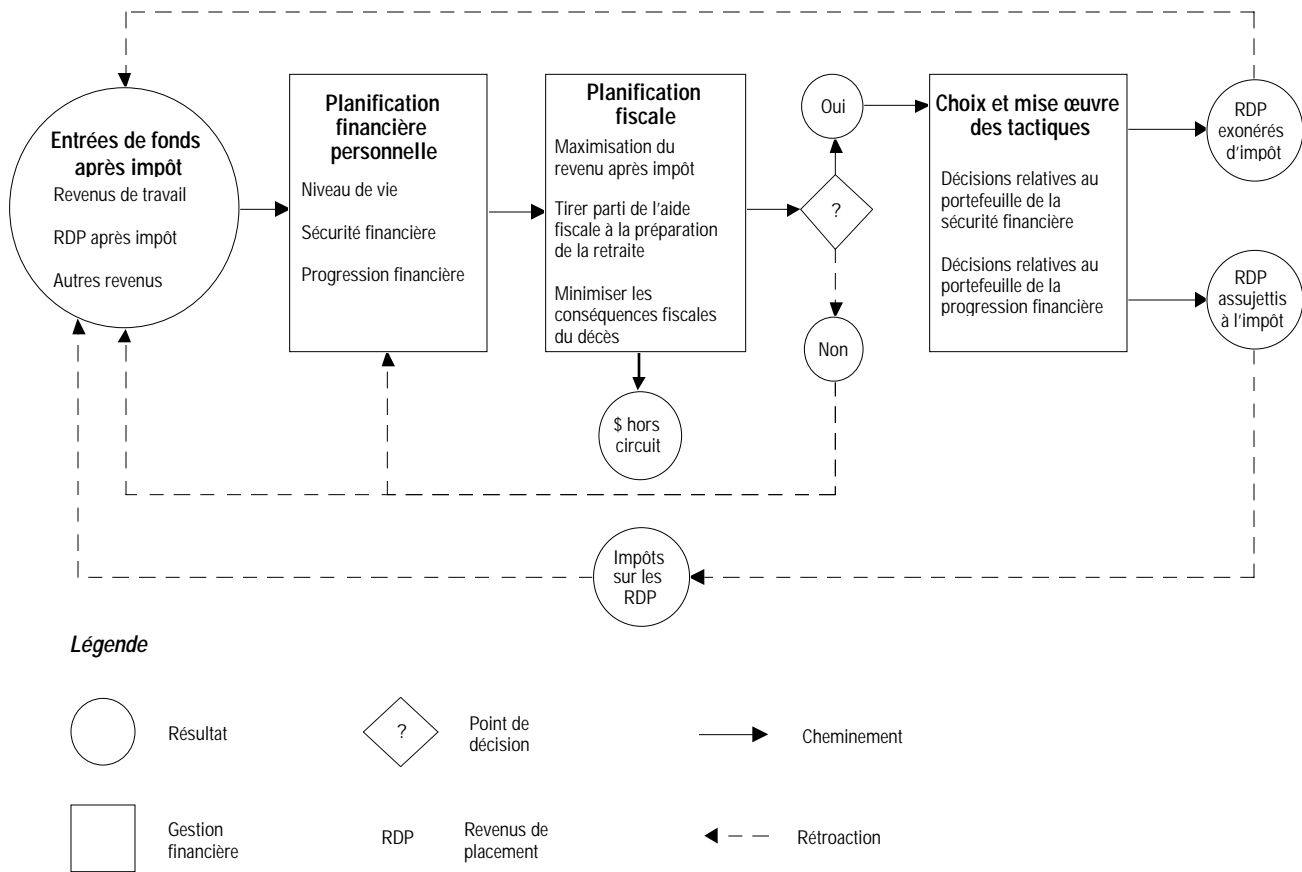 Entrées de fonds
après impôt
Revenus de travail
RDP après impôt
Autres revenus
Planification
financière
personnelle
Niveau de vie
Sécurité financière
Progression financière
Planification
fiscale
Maximisation du
revenu après impôt
Tirer parti de l'aide
fiscale à la préparation
de la retraite
Minimiser les
conséquences fiscales
du décès
$ hors
circuit
Oui
?
Non
Choix et mise œuvre
des tactiques
Décisions relatives au
portefeuille de la
sécurité financière
Décisions relatives au
portefeuille de la
progression financière
RDP
exonérés
d'impôt
RDP
assujettis
à l'impôt
Impôts
sur les
RDP
Légende
Résultat
?
Point de
décision
Cheminement
Gestion
financière
RDP
Revenus de
placement
Rétroaction